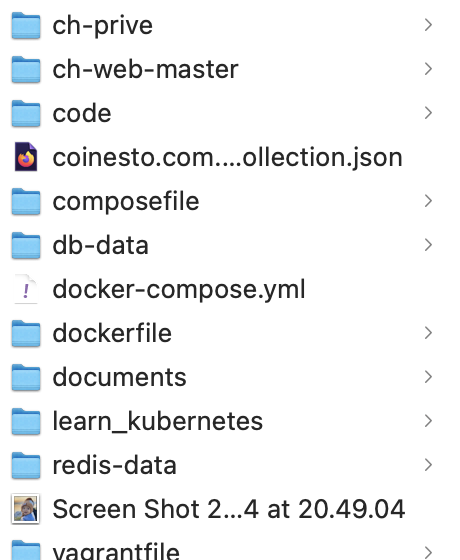 ch-prive
ch-web-master
code
coinesto.com....ollection.json
composefile
db-data
docker-compose.yml
dockerfile
documents
learn_kubernetes
redis-data
Screen Shot 2...4 at 20.49.04
vagrantfile